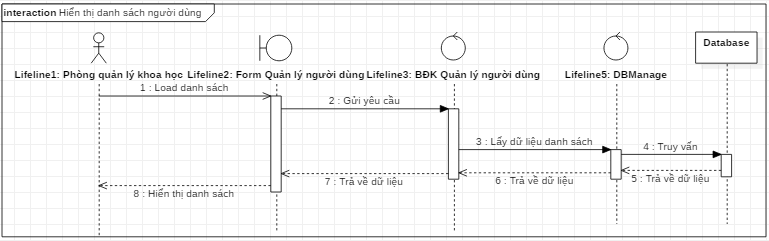 interaction Hiển thị danh sách người dùng
Lifeline1: Phòng quản lý khoa học
Lifeline2: Form Quản lý người dùng
Lifeline3: BĐK Quản lý người dùng
Lifeline5: DBManage
Database
1 : Load danh sách
2 : Gửi yêu cầu
3 : Lấy dữ liệu danh sách
4 : Truy vấn
5 : Trả về dữ liệu
6 : Trả về dữ liệu
7 : Trả về dữ liệu
8 : Hiển thị danh sách